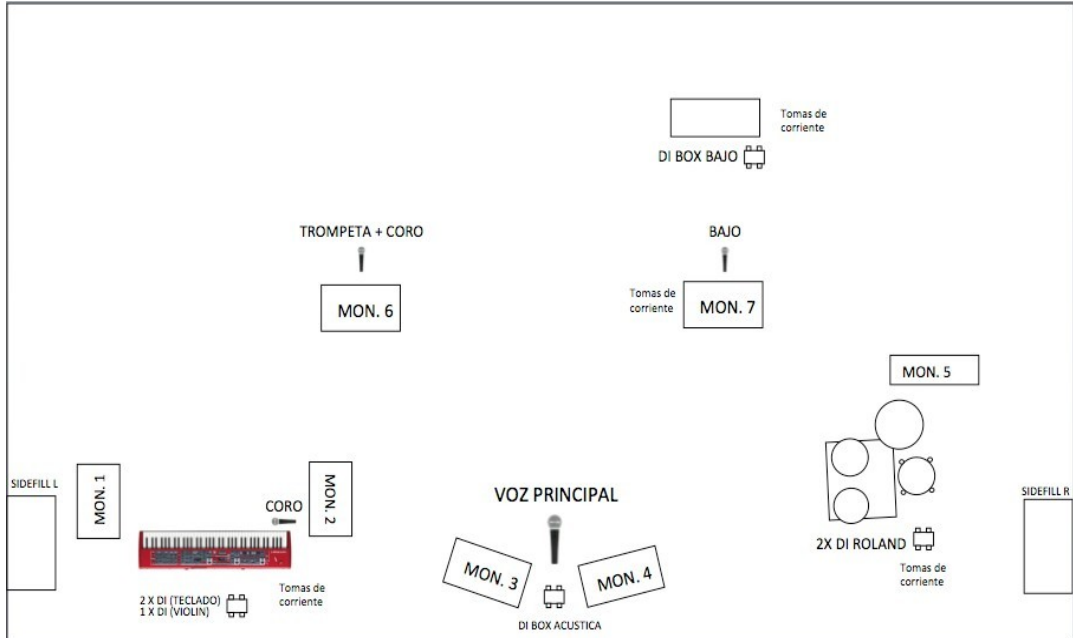 Tomas de
corriente
DI BOX BAJO
TROMPETA + CORO
BAJO
MON. 6
Tomas de
corriente
MON. 7
MON. 5
SIDEFILL L
MON. 1
CORO
MON. 2
VOZ PRINCIPAL
SIDEFILL R
2X DI ROLAND
MON. 3
MON. 4
Tomas de
corriente
Tomas de
corriente
2 X DI (TECLADO)
1 X DI (VIOLIN)
DI BOX ACUSTICA